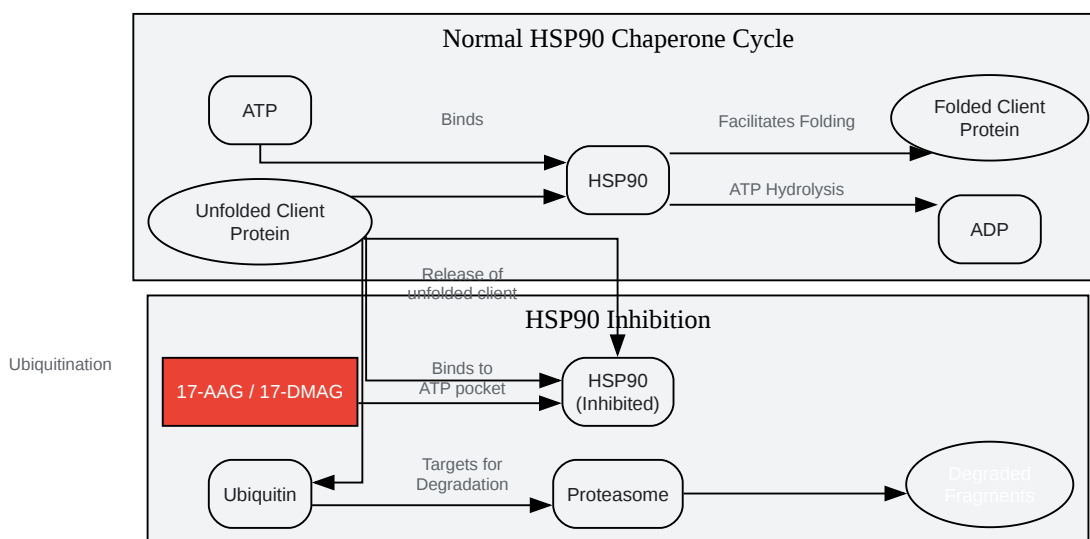 Normal HSP90 Chaperone Cycle
ATP
Binds
Facilitates Folding
Folded Client
Protein
HSP90
ATP Hydrolysis
Unfolded Client
Protein
ADP
Release of
unfolded client
HSP90 Inhibition
Ubiquitination
17-AAG / 17-DMAG
Binds to
ATP pocket
HSP90
(Inhibited)
Ubiquitin
Targets for
Degradation
Proteasome
Degraded
Fragments